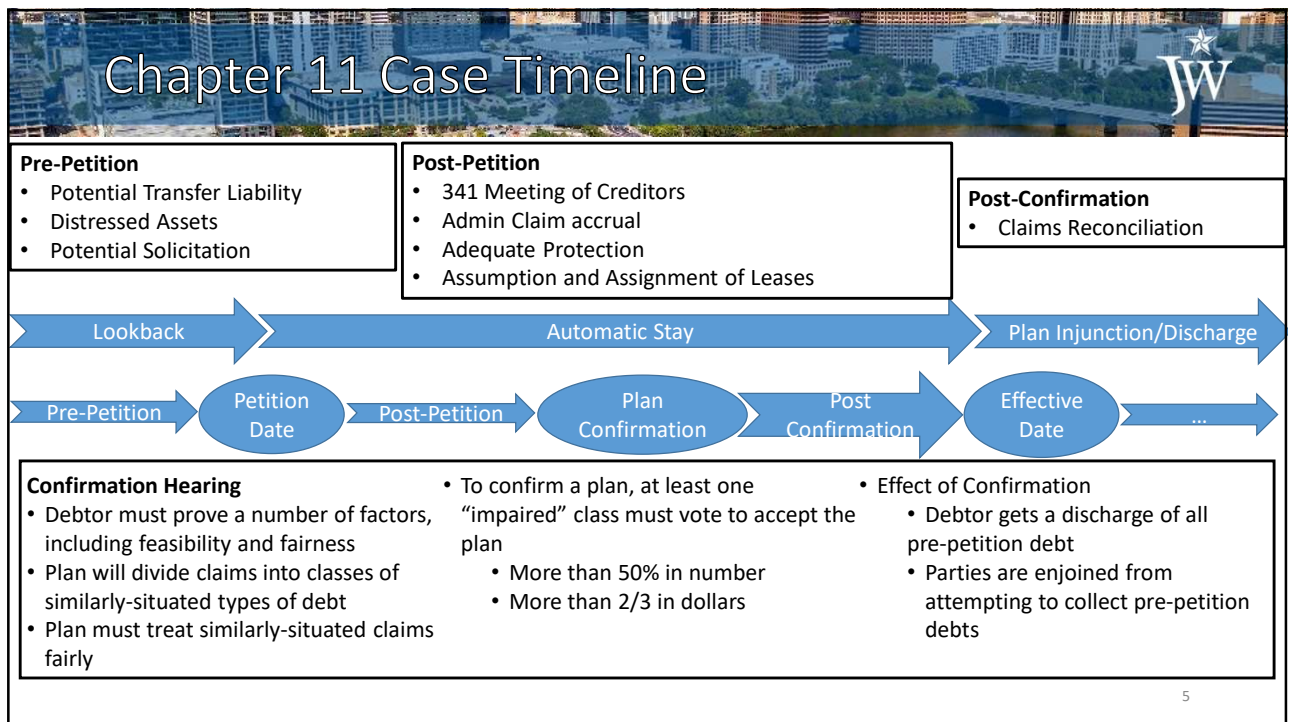 Chapter 11 Case Timeline
JW
Pre-Petition
• Potential Transfer Liability
• Distressed Assets
• Potential Solicitation
Post-Petition
• 341 Meeting of Creditors
• Admin Claim accrual
• Adequate Protection
• Assumption and Assignment of Leases
Post-Confirmation
• Claims Reconciliation
Lookback
Automatic Stay
Plan Injunction/Discharge
Pre-Petition
Petition
Date
Post-Petition
Plan
Confirmation
Post
Confirmation
Effective
Date
...
Confirmation Hearing
• Debtor must prove a number of factors,
including feasibility and fairness
• Plan will divide claims into classes of
similarly-situated types of debt
• Plan must treat similarly-situated claims
fairly
• To confirm a plan, at least one
“impaired” class must vote to accept the
plan
• More than 50% in number
• More than 2/3 in dollars
• Effect of Confirmation
• Debtor gets a discharge of all
pre-petition debt
• Parties are enjoined from
attempting to collect pre-petition
debts
5